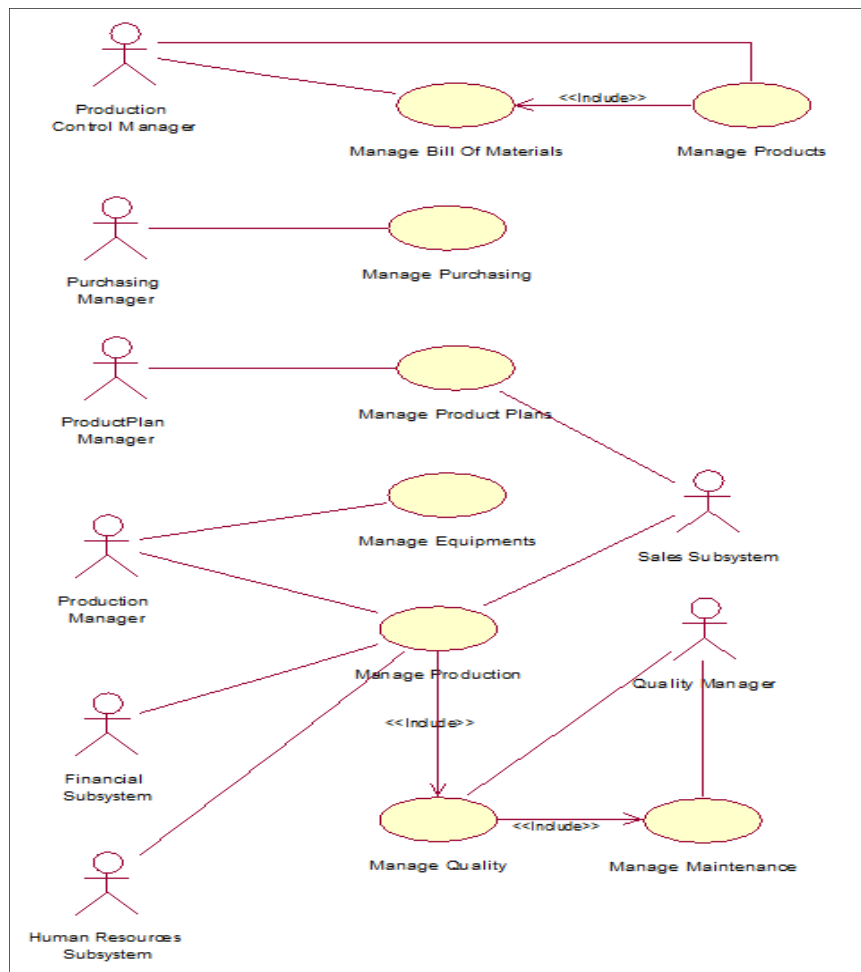 Production
Control Manager
<<Include>>
Manage Bill Of Materials
Manage Products
Purchasing
Manager
Manage Purchasing
ProductPlan
Manager
Manage Product Plans
Production
Manager
Manage Equipments
Sales Subsystem
Manage Production
Quality Manager
<<Include>>
Financial
Subsystem
<<Include>>
Manage Quality
Manage Maintenance
Human Resources
Subsystem